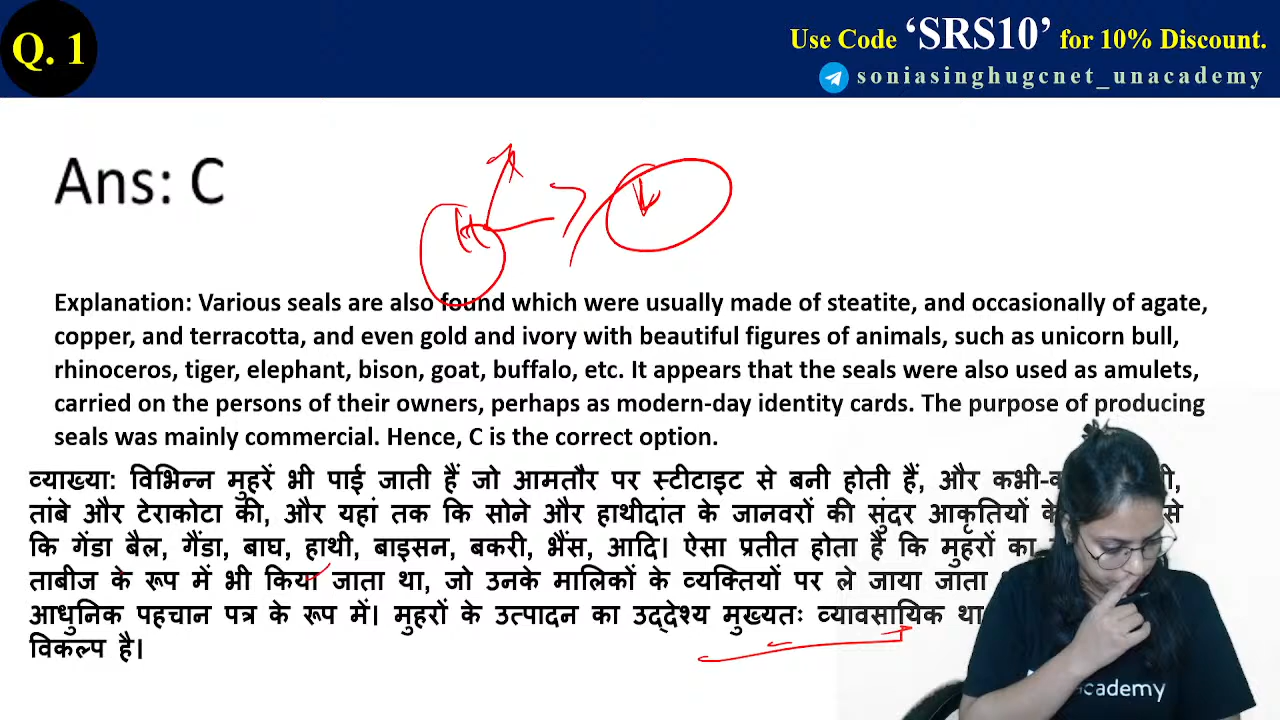 Q. 1
Use Code ‘SRS10’ for 10% Discount.
soniasinghugcnet_unacademy
Ans: C
Explanation: Various seals are also found which were usually made of steatite, and occasionally of agate,
copper, and terracotta, and even gold and ivory with beautiful figures of animals, such as unicorn bull,
rhinoceros, tiger, elephant, bison, goat, buffalo, etc. It appears that the seals were also used as amulets,
carried on the persons of their owners, perhaps as modern-day identity cards. The purpose of producing
seals was mainly commercial. Hence, C is the correct option.
व्याख्या: विभिन्न मुहरें भी पाई जाती हैं जो आमतौर पर स्टीटाइट से बनी होती हैं, और
तांबे और टेराकोटा की, और यहां तक कि सोने और हाथीदांत के जानवरों की सुंदर आकृतियों से
कि गेंडा बैल, गैंडा, बाघ, हाथी, बाइसन, बकरी, भैंस, आदि। ऐसा प्रतीत होता है कि मुहरों का
ताबीज के रूप में भी किया जाता था, जो उनके मालिकों के व्यक्तियों पर ले जाया जाता
आधुनिक पहचान पत्र के रूप में। मुहरों के उत्पादन का उद्देश्य मुख्यतः व्यावसायिक था
विकल्प है।
academy